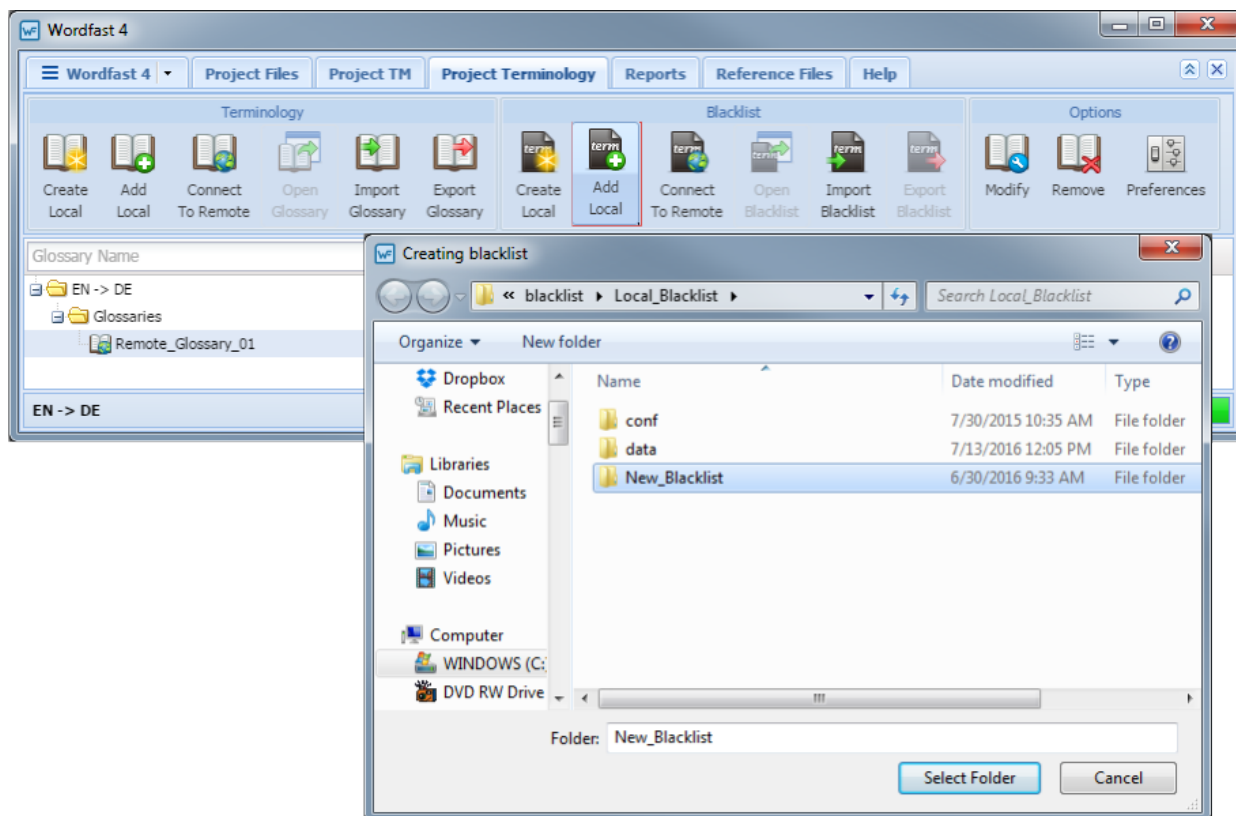 Wordfast 4
Wordfast 4 Project Files Project TM Project Terminology Reports Reference Files Help
Terminology Blacklist Options
term term term term term term
Create Add Connect Open Import Export Create Add Connect Open Import Export Modify Remove Preferences
Local Local To Remote Glossary Glossary Glossary Local Local To Remote Blacklist Blacklist Blacklist
Glossary Name
EN -> DE
Glossaries
Remote_Glossary_01
EN -> DE
Creating blacklist
« blacklist Local_Blacklist Search Local_Blacklist
Organize New folder
Name Date modified Type
Dropbox
Recent Places
Libraries
Documents
Music
Pictures
Videos
Computer
WINDOWS (C:
DVD RW Drive
conf 7/30/2015 10:35 AM File folder
data 7/13/2016 12:05 PM File folder
New_Blacklist 6/30/2016 9:33 AM File folder
Folder: New_Blacklist
Select Folder Cancel